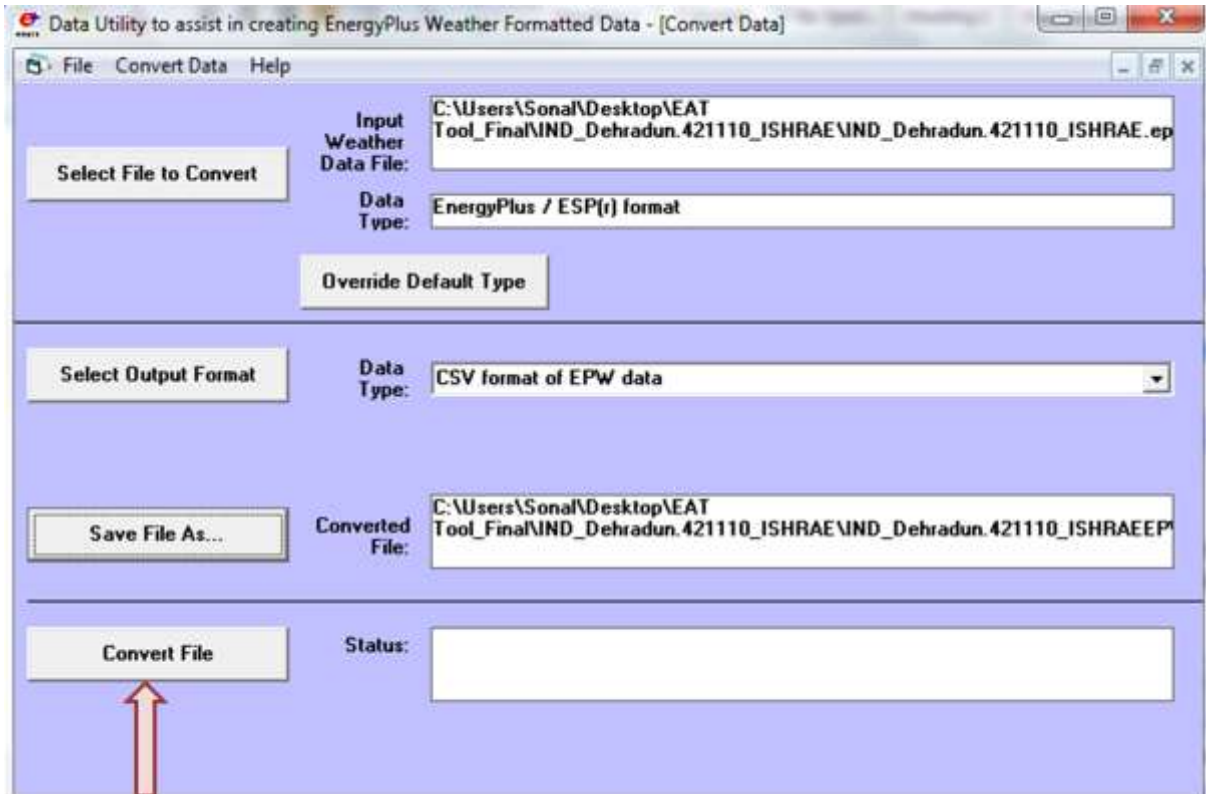 Data Utility to assist in creating EnergyPlus Weather Formatted Data - [Convert Data]
File Convert Data Help
Select File to Convert
Input
Weather
Data File:
C:\Users\Sonal\Desktop\EAT
Tool_Final\IND_Dehradun.421110_ISHRAE\IND_Dehradun.421110_ISHRAE.ep
Data
Type:
EnergyPlus / ESP(r) format
Override Default Type
Select Output Format
Data
Type:
CSV format of EPW data
Save File As...
Converted
File:
C:\Users\Sonal\Desktop\EAT
Tool_Final\IND_Dehradun.421110_ISHRAE\IND_Dehradun.421110_ISHRAEEP
Convert File
Status: